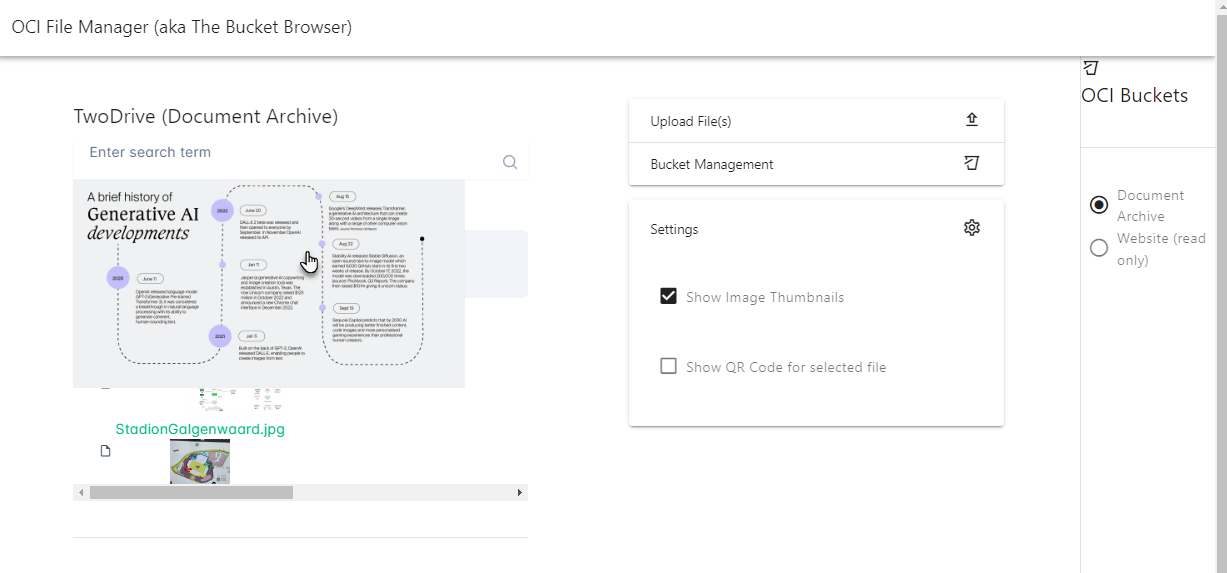 OCI File Manager (aka The Bucket Browser)
TwoDrive (Document Archive)
Enter search term
A brief history of
Generative AI
developments
2020
June 11
OpenAI released language model
GPT-3 (Generative Pre-trained
Transformer 3). It was considered
a breakthrough in natural language
processing with its ability to
generate coherent,
human-sounding text.
2022
June 20
DALL-E 2 beta was released and
then opened to everyone by
September. In November OpenAI
released its API.
Jan 11
Jasper (a generative AI copywriting
and image creation tool) was
established in Austin, Texas. The
now Unicorn company raised $125
million in October 2022 and
announced a new Chrome chat
interface in December 2022.
2021
Jan 5
Built on the back of GPT-3, OpenAI
released DALL-E, enabling people to
create images from text.
Aug 15
Google's DeepMind released Transframer,
a generative AI architecture that can create
30-second videos from a single image
along with a range of other computer vision
tasks.
Aug 22
Stability AI released Stable Diffusion, an
open-source text-to-image model which
earned
of release. By October 17, 2022, the
model was downloaded 200,000 times.
The company
then raised $101m giving it unicorn status.
Sept 19
Sequoia Capital predicts that by 2030 AI
will be producing better finished content,
code images and more personalised
gaming experiences than professional
human creators.
StadionGalgenwaard.jpg
Upload File(s)
Bucket Management
Settings
Show Image Thumbnails
Show QR Code for selected file
OCI Buckets
Document
Archive
Website (read
only)